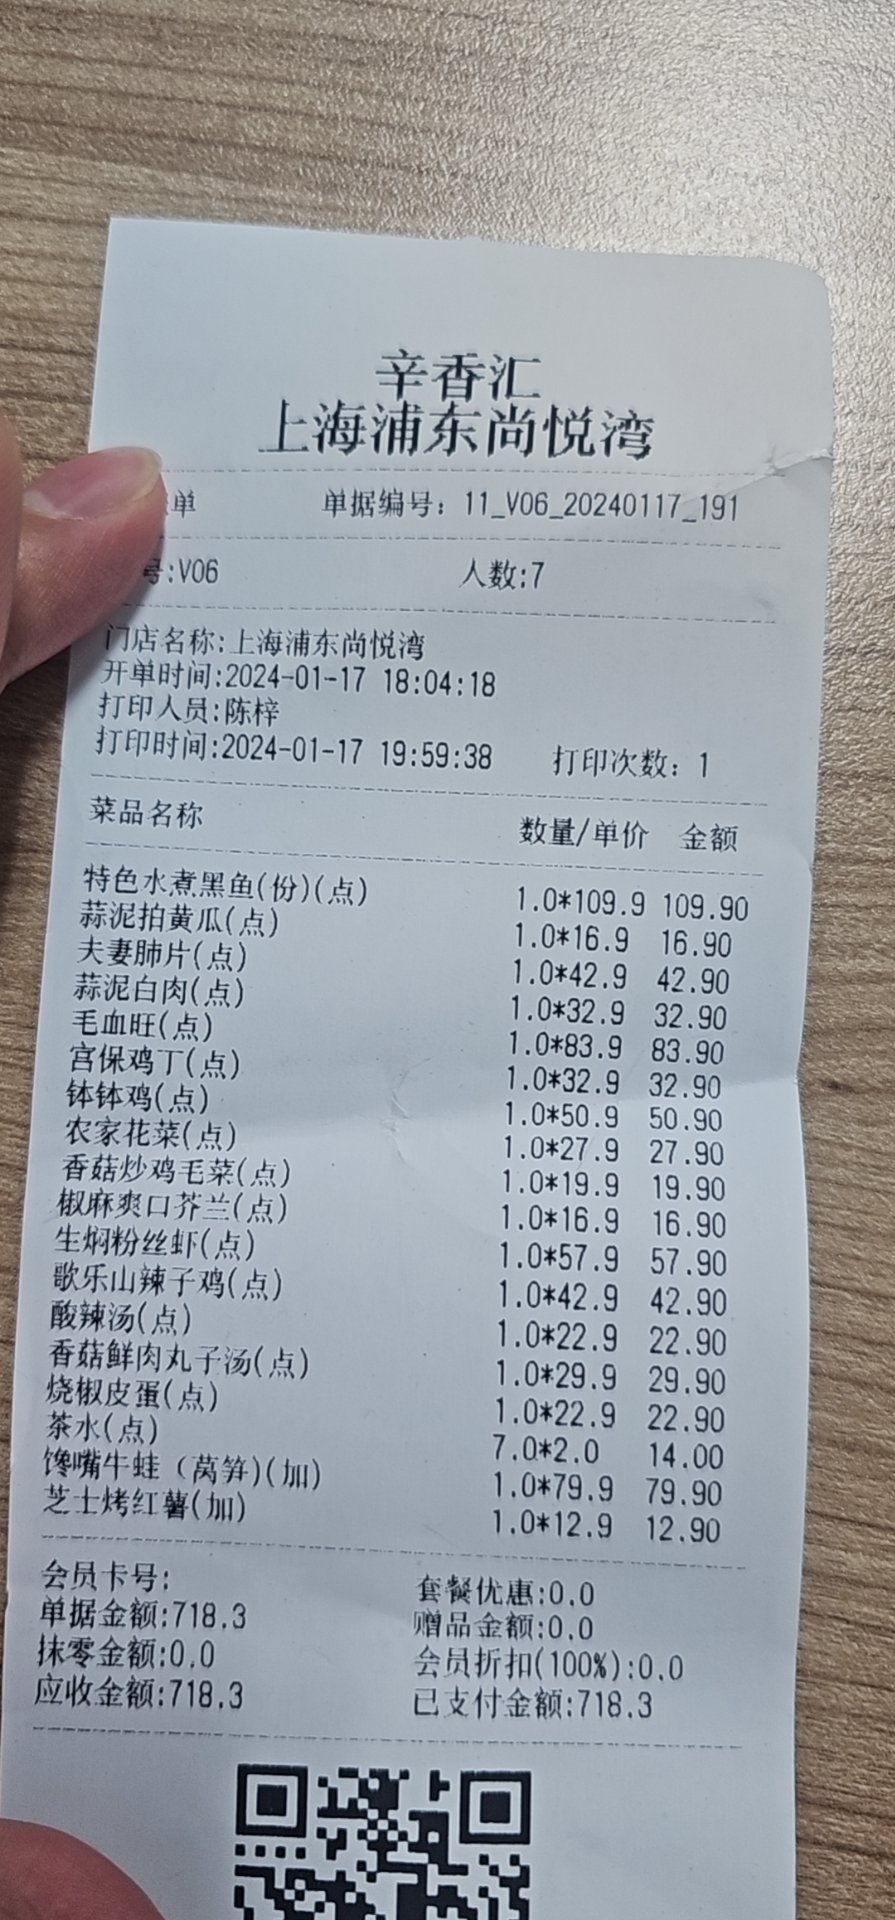 辛香汇
上海浦东尚悦湾
单 单据编号：11_V06_20240117_191
号:V06 人数:7
门店名称:上海浦东尚悦湾
开单时间:2024-01-17 18:04:18
打印人员:陈梓
打印时间:2024-01-17 19:59:38 打印次数：1
菜品名称 数量/单价 金额
特色水煮黑鱼(份)(点) 1.0*109.9 109.90
蒜泥拍黄瓜(点) 1.0*16.9 16.90
夫妻肺片(点) 1.0*42.9 42.90
蒜泥白肉(点) 1.0*32.9 32.90
毛血旺(点) 1.0*83.9 83.90
宫保鸡丁(点) 1.0*32.9 32.90
钵钵鸡(点) 1.0*50.9 50.90
农家花菜(点) 1.0*27.9 27.90
香菇炒鸡毛菜(点) 1.0*19.9 19.90
椒麻爽口芥兰(点) 1.0*16.9 16.90
生焖粉丝虾(点) 1.0*57.9 57.90
歌乐山辣子鸡(点) 1.0*42.9 42.90
酸辣汤(点) 1.0*22.9 22.90
香菇鲜肉丸子汤(点) 1.0*29.9 29.90
烧椒皮蛋(点) 1.0*22.9 22.90
茶水(点) 7.0*2.0 14.00
馋嘴牛蛙（莴笋)(加) 1.0*79.9 79.90
芝士烤红薯(加) 1.0*12.9 12.90
会员卡号: 套餐优惠:0.0
单据金额:718.3 赠品金额:0.0
抹零金额:0.0 会员折扣(100%):0.0
应收金额:718.3 已支付金额:718.3